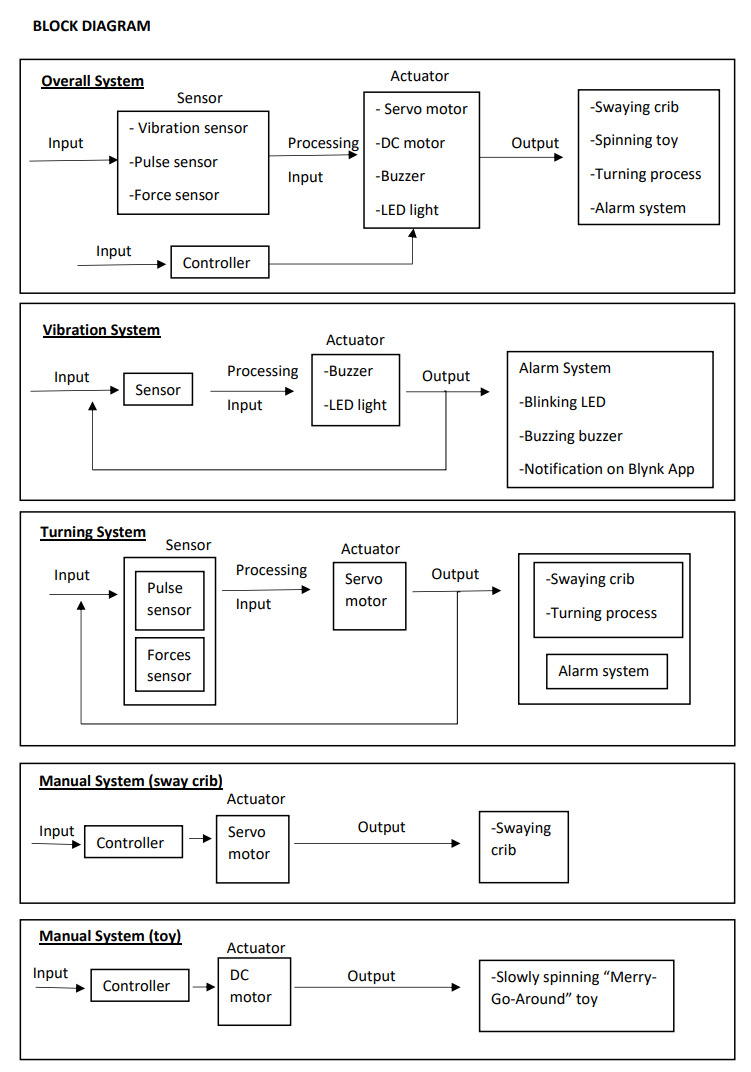 BLOCK DIAGRAM
Overall System
Actuator
Sensor
Input
- Vibration sensor
-Pulse sensor
-Force sensor
Processing
Input
- Servo motor
-DC motor
-Buzzer
-LED light
Output
-Swaying crib
-Spinning toy
-Turning process
-Alarm system
Input
Controller
Vibration System
Actuator
Input
Sensor
Processing
Input
-Buzzer
-LED light
Output
Alarm System
-Blinking LED
-Buzzing buzzer
-Notification on Blynk App
Turning System
Sensor
Actuator
Input
Pulse
sensor
Forces
sensor
Processing
Input
Servo
motor
Output
-Swaying crib
-Turning process
Alarm system
Manual System (sway crib)
Actuator
Input
Controller
Servo
motor
Output
-Swaying
crib
Manual System (toy)
Actuator
Input
Controller
DC
motor
Output
-Slowly spinning “Merry-
Go-Around” toy